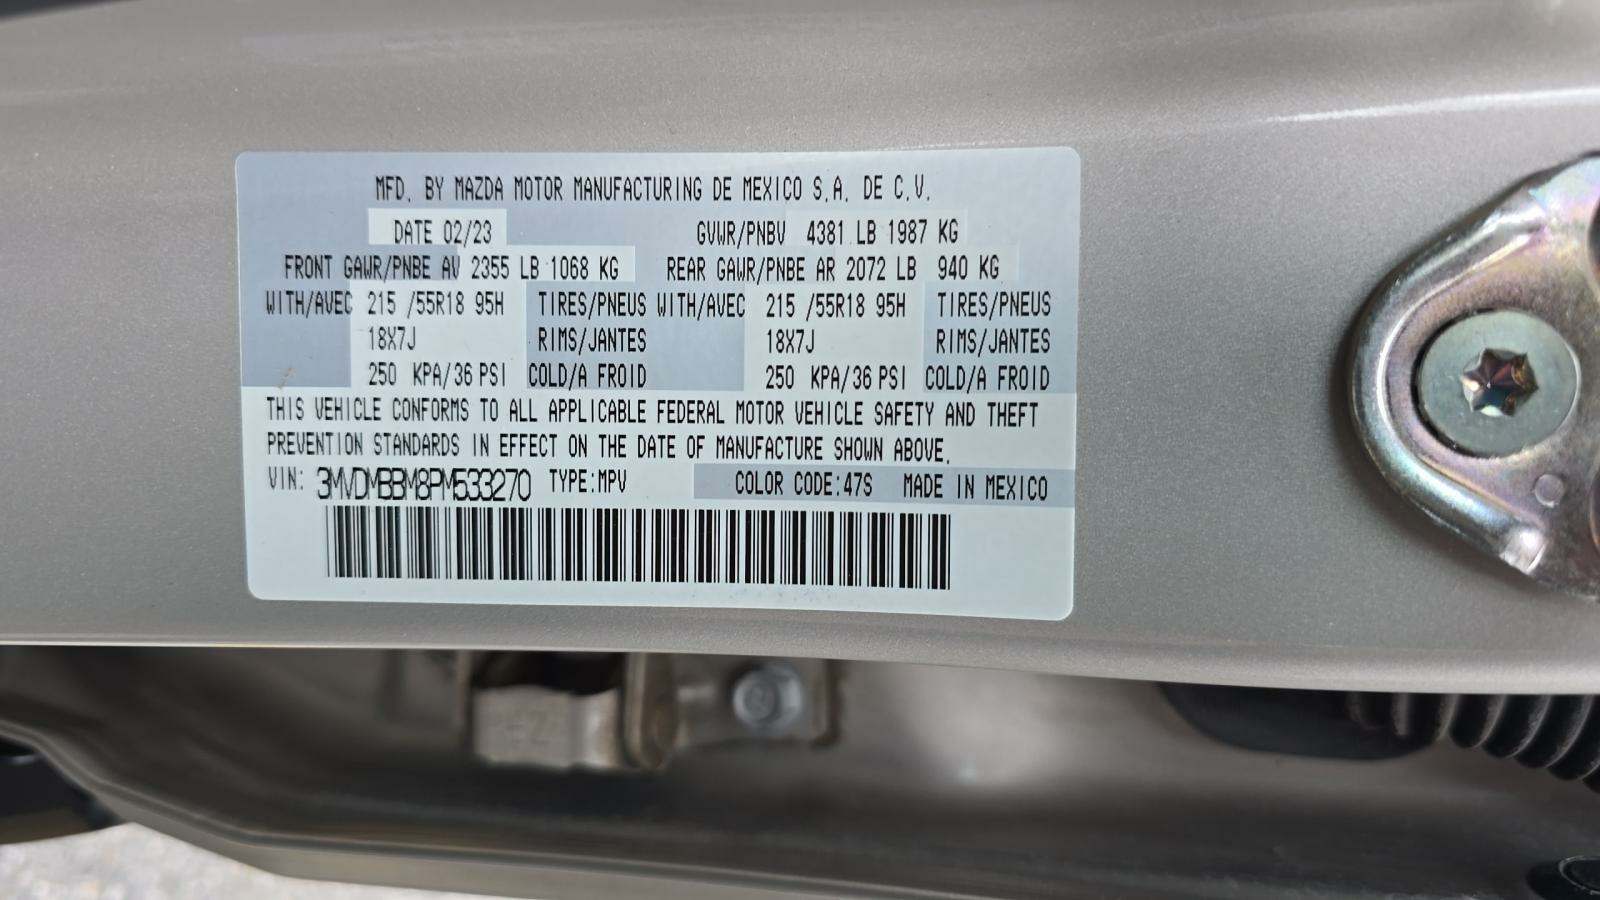 MFD. BY MAZDA MOTOR MANUFACTURING DE MEXICO S.A. DE C.V.
DATE 02/23 GVWR/PNBV 4381 LB 1987 KG
FRONT GAWR/PNBE AV 2355 LB 1068 KG REAR GAWR/PNBE AR 2072 LB 940 KG
WITH/AVEC 215 /55R18 95H TIRES/PNEUS WITH/AVEC 215 /55R18 95H TIRES/PNEUS
18X7J RIMS/JANTES 18X7J RIMS/JANTES
250 KPA/36 PSI COLD/A FROID 250 KPA/36 PSI COLD/A FROID
THIS VEHICLE CONFORMS TO ALL APPLICABLE FEDERAL MOTOR VEHICLE SAFETY AND THEFT
PREVENTION STANDARDS IN EFFECT ON THE DATE OF MANUFACTURE SHOWN ABOVE.
VIN: 3MVDMBBM8PM533270 TYPE:MPV COLOR CODE:47S MADE IN MEXICO